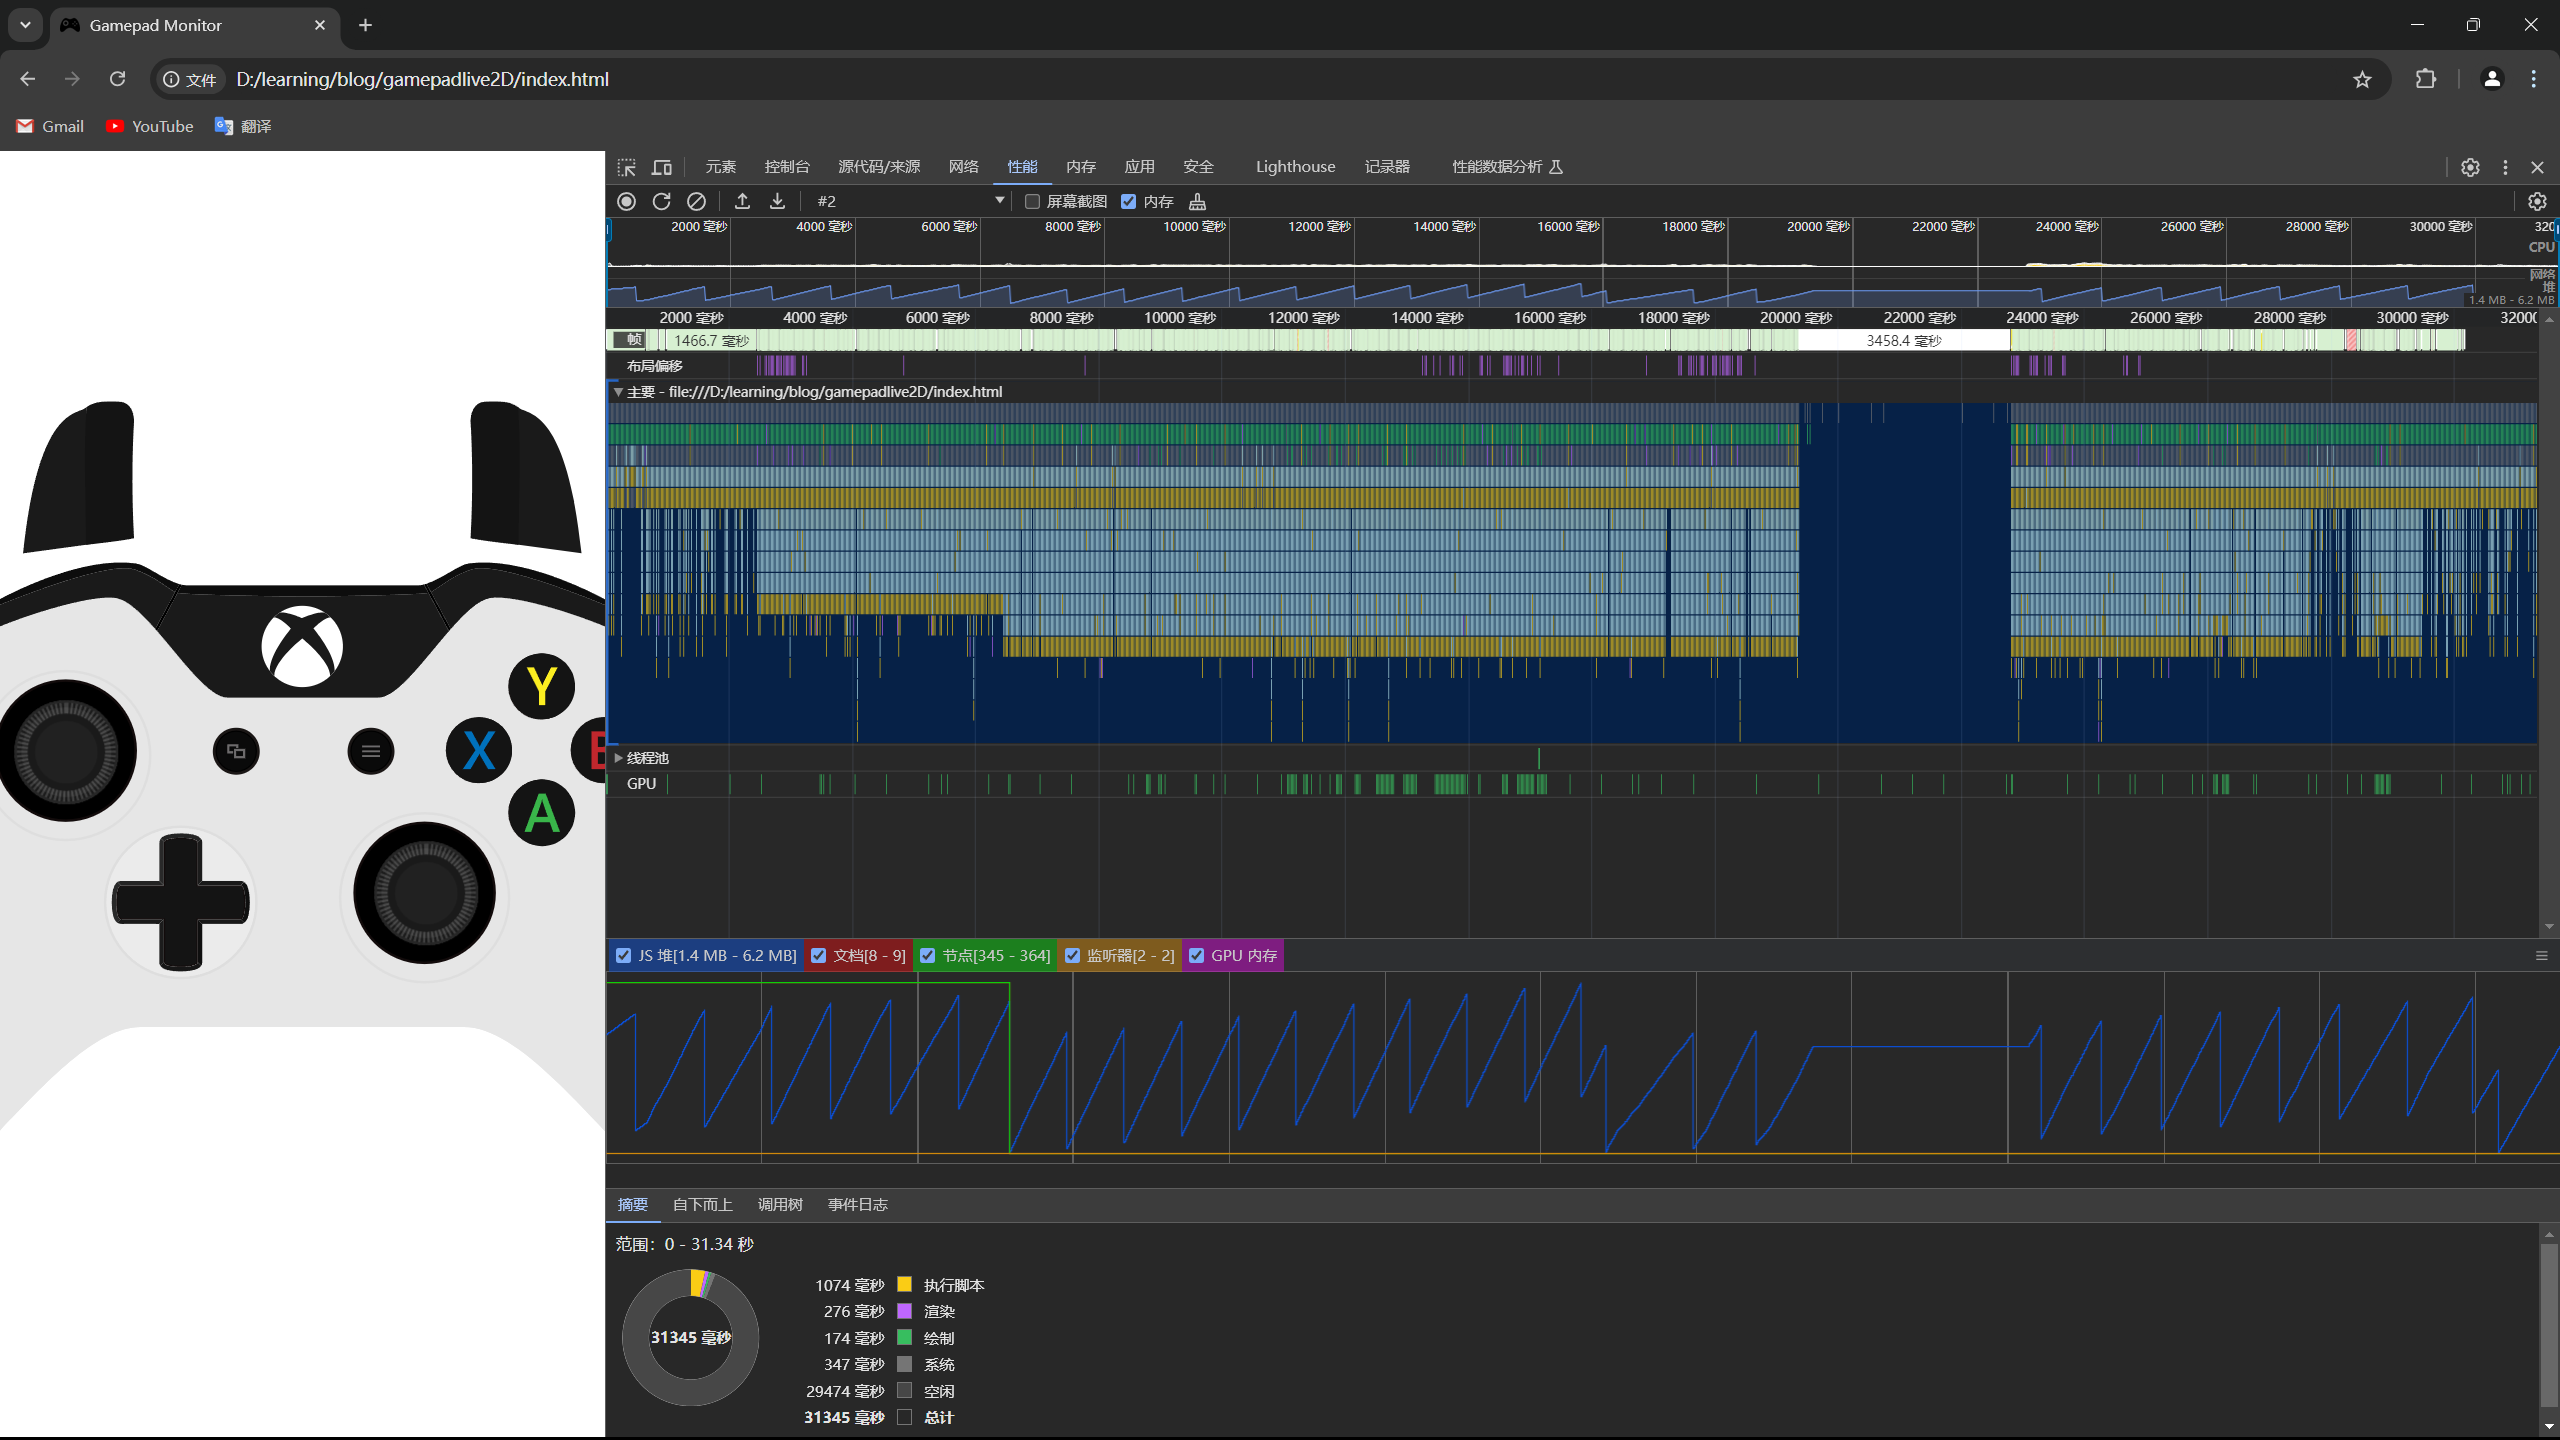 Gamepad Monitor
文件 D:/learning/blog/gamepadlive2D/index.html
Gmail YouTube 翻译
元素 控制台 源代码/来源 网络 性能 内存 应用 安全 Lighthouse 记录器 性能数据分析
#2 屏幕截图 内存
2000 毫秒 4000 毫秒 6000 毫秒 8000 毫秒 10000 毫秒 12000 毫秒 14000 毫秒 16000 毫秒 18000 毫秒 20000 毫秒 22000 毫秒 24000 毫秒 26000 毫秒 28000 毫秒 30000 毫秒 320
CPU
网络
堆
1.4 MB - 6.2 MB
2000 毫秒 4000 毫秒 6000 毫秒 8000 毫秒 10000 毫秒 12000 毫秒 14000 毫秒 16000 毫秒 18000 毫秒 20000 毫秒 22000 毫秒 24000 毫秒 26000 毫秒 28000 毫秒 30000 毫秒 32000
帧 1466.7 毫秒 3458.4 毫秒
布局偏移
主要 - file:///D:/learning/blog/gamepadlive2D/index.html
Y
X
B
A
线程池
GPU
JS 堆[1.4 MB - 6.2 MB] 文档[8 - 9] 节点[345 - 364] 监听器[2 - 2] GPU 内存
摘要 自下而上 调用树 事件日志
范围：0 - 31.34 秒
31345 毫秒
1074 毫秒 执行脚本
276 毫秒 渲染
174 毫秒 绘制
347 毫秒 系统
29474 毫秒 空闲
31345 毫秒 总计